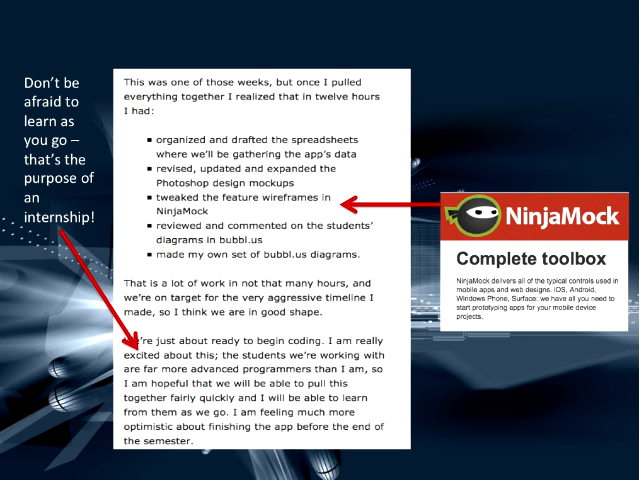 Don't be
afraid to
learn as
you go –
that's the
purpose of
an
internship!
This was one of those weeks, but once I pulled
everything together I realized that in twelve hours
I had:
▪ organized and drafted the spreadsheets
where we'll be gathering the app's data
▪ revised, updated and expanded the
Photoshop design mockups
▪ tweaked the feature wireframes in
NinjaMock
▪ reviewed and commented on the students'
diagrams in bubbl.us
▪ made my own set of bubbl.us diagrams.
That is a lot of work in not that many hours, and
we're on target for the very aggressive timeline I
made, so I think we are in good shape.
're just about ready to begin coding. I am really
excited about this; the students we're working with
are far more advanced programmers than I am, so
I am hopeful that we will be able to pull this
together fairly quickly and I will be able to learn
from them as we go. I am feeling much more
optimistic about finishing the app before the end of
the semester.
NinjaMock
Complete toolbox
NinjaMock delivers all of the typical controls used in
mobile apps and web designs. iOS, Android,
Windows Phone, Surface: we have all you need to
start prototyping apps for your mobile device
projects.